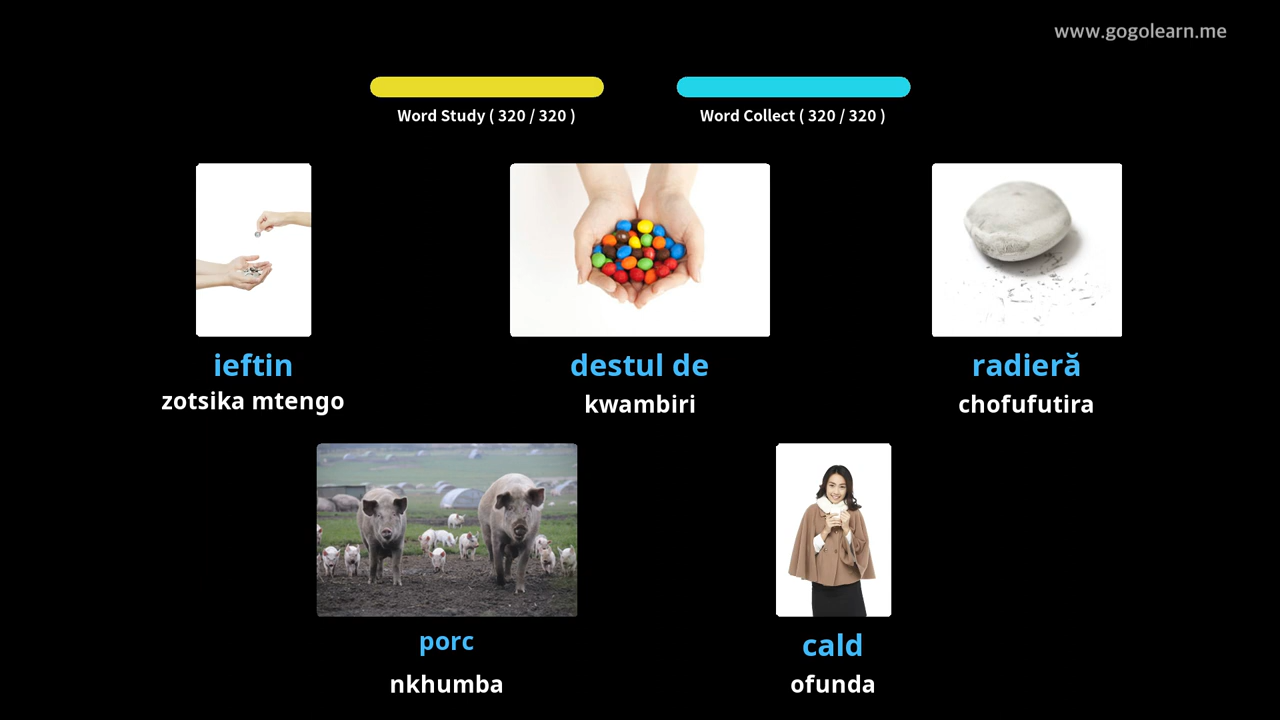 www.gogolearn.me
Word Study ( 320 / 320 )
Word Collect ( 320 / 320 )
ieftin
zotsika mtengo
destul de
kwambiri
radieră
chofufutira
porc
nkhumba
cald
ofunda